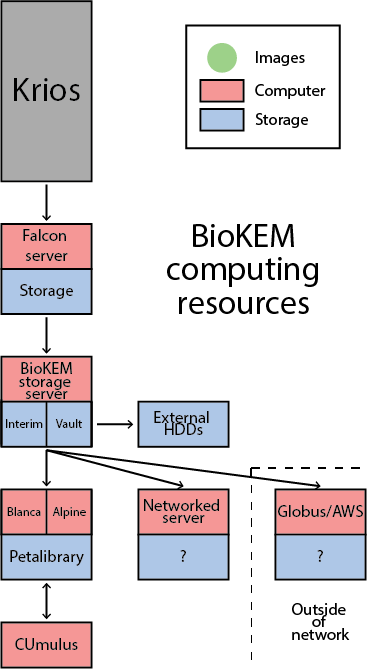 Krios
Images
Computer
Storage
Falcon
server
Storage
BioKEM
computing
resources
BioKEM
storage
server
Interim
Vault
External
HDDs
Blanca
Alpine
Petalibrary
Networked
server
?
Globus/AWS
?
Outside
of
network
CUmulus